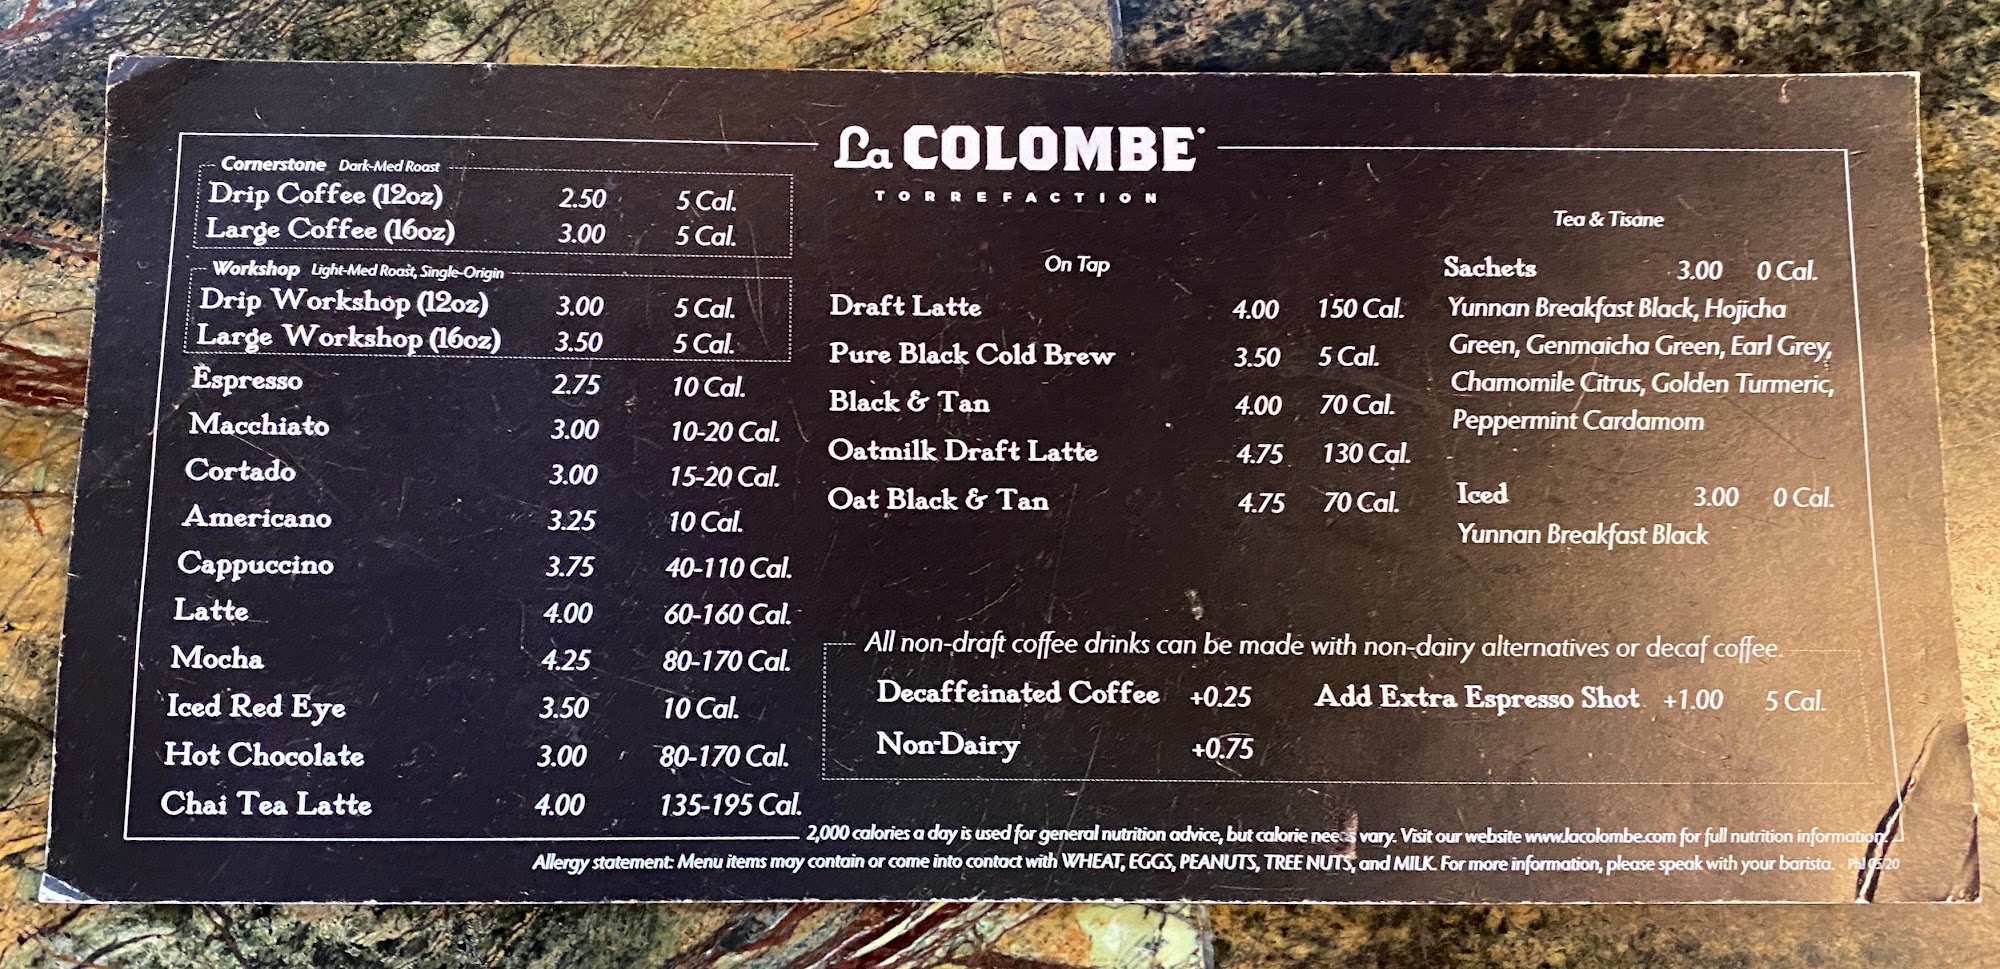 La COLOMBE
TORREFACTION
Cornerstone Dark-Med Roast
Drip Coffee (12oz) 2.50 5 Cal.
Large Coffee (16oz) 3.00 5 Cal.
Workshop Light-Med Roast, Single-Origin
Drip Workshop (12oz) 3.00 5 Cal.
Large Workshop (16oz) 3.50 5 Cal.
Espresso 2.75 10 Cal.
Macchiato 3.00 10-20 Cal.
Cortado 3.00 15-20 Cal.
Americano 3.25 10 Cal.
Cappuccino 3.75 40-110 Cal.
Latte 4.00 60-160 Cal.
Mocha 4.25 80-170 Cal.
Iced Red Eye 3.50 10 Cal.
Hot Chocolate 3.00 80-170 Cal.
Chai Tea Latte 4.00 135-195 Cal.
On Tap
Draft Latte 4.00 150 Cal.
Pure Black Cold Brew 3.50 5 Cal.
Black & Tan 4.00 70 Cal.
Oatmilk Draft Latte 4.75 130 Cal.
Oat Black & Tan 4.75 70 Cal.
Tea & Tisane
Sachets 3.00 0 Cal.
Yunnan Breakfast Black, Hojicha
Green, Genmaicha Green, Earl Grey,
Chamomile Citrus, Golden Turmeric,
Peppermint Cardamom
Iced 3.00 0 Cal.
Yunnan Breakfast Black
All non-draft coffee drinks can be made with non-dairy alternatives or decaf coffee.
Decaffeinated Coffee +0.25 Add Extra Espresso Shot +1.00 5 Cal.
Non-Dairy +0.75
2,000 calories a day is used for general nutrition advice, but calorie needs vary. Visit our website www.lacolombe.com for full nutrition information.
Allergy statement: Menu items may contain or come into contact with WHEAT, EGGS, PEANUTS, TREE NUTS, and MILK. For more information, please speak with your barista. Phl 05/20